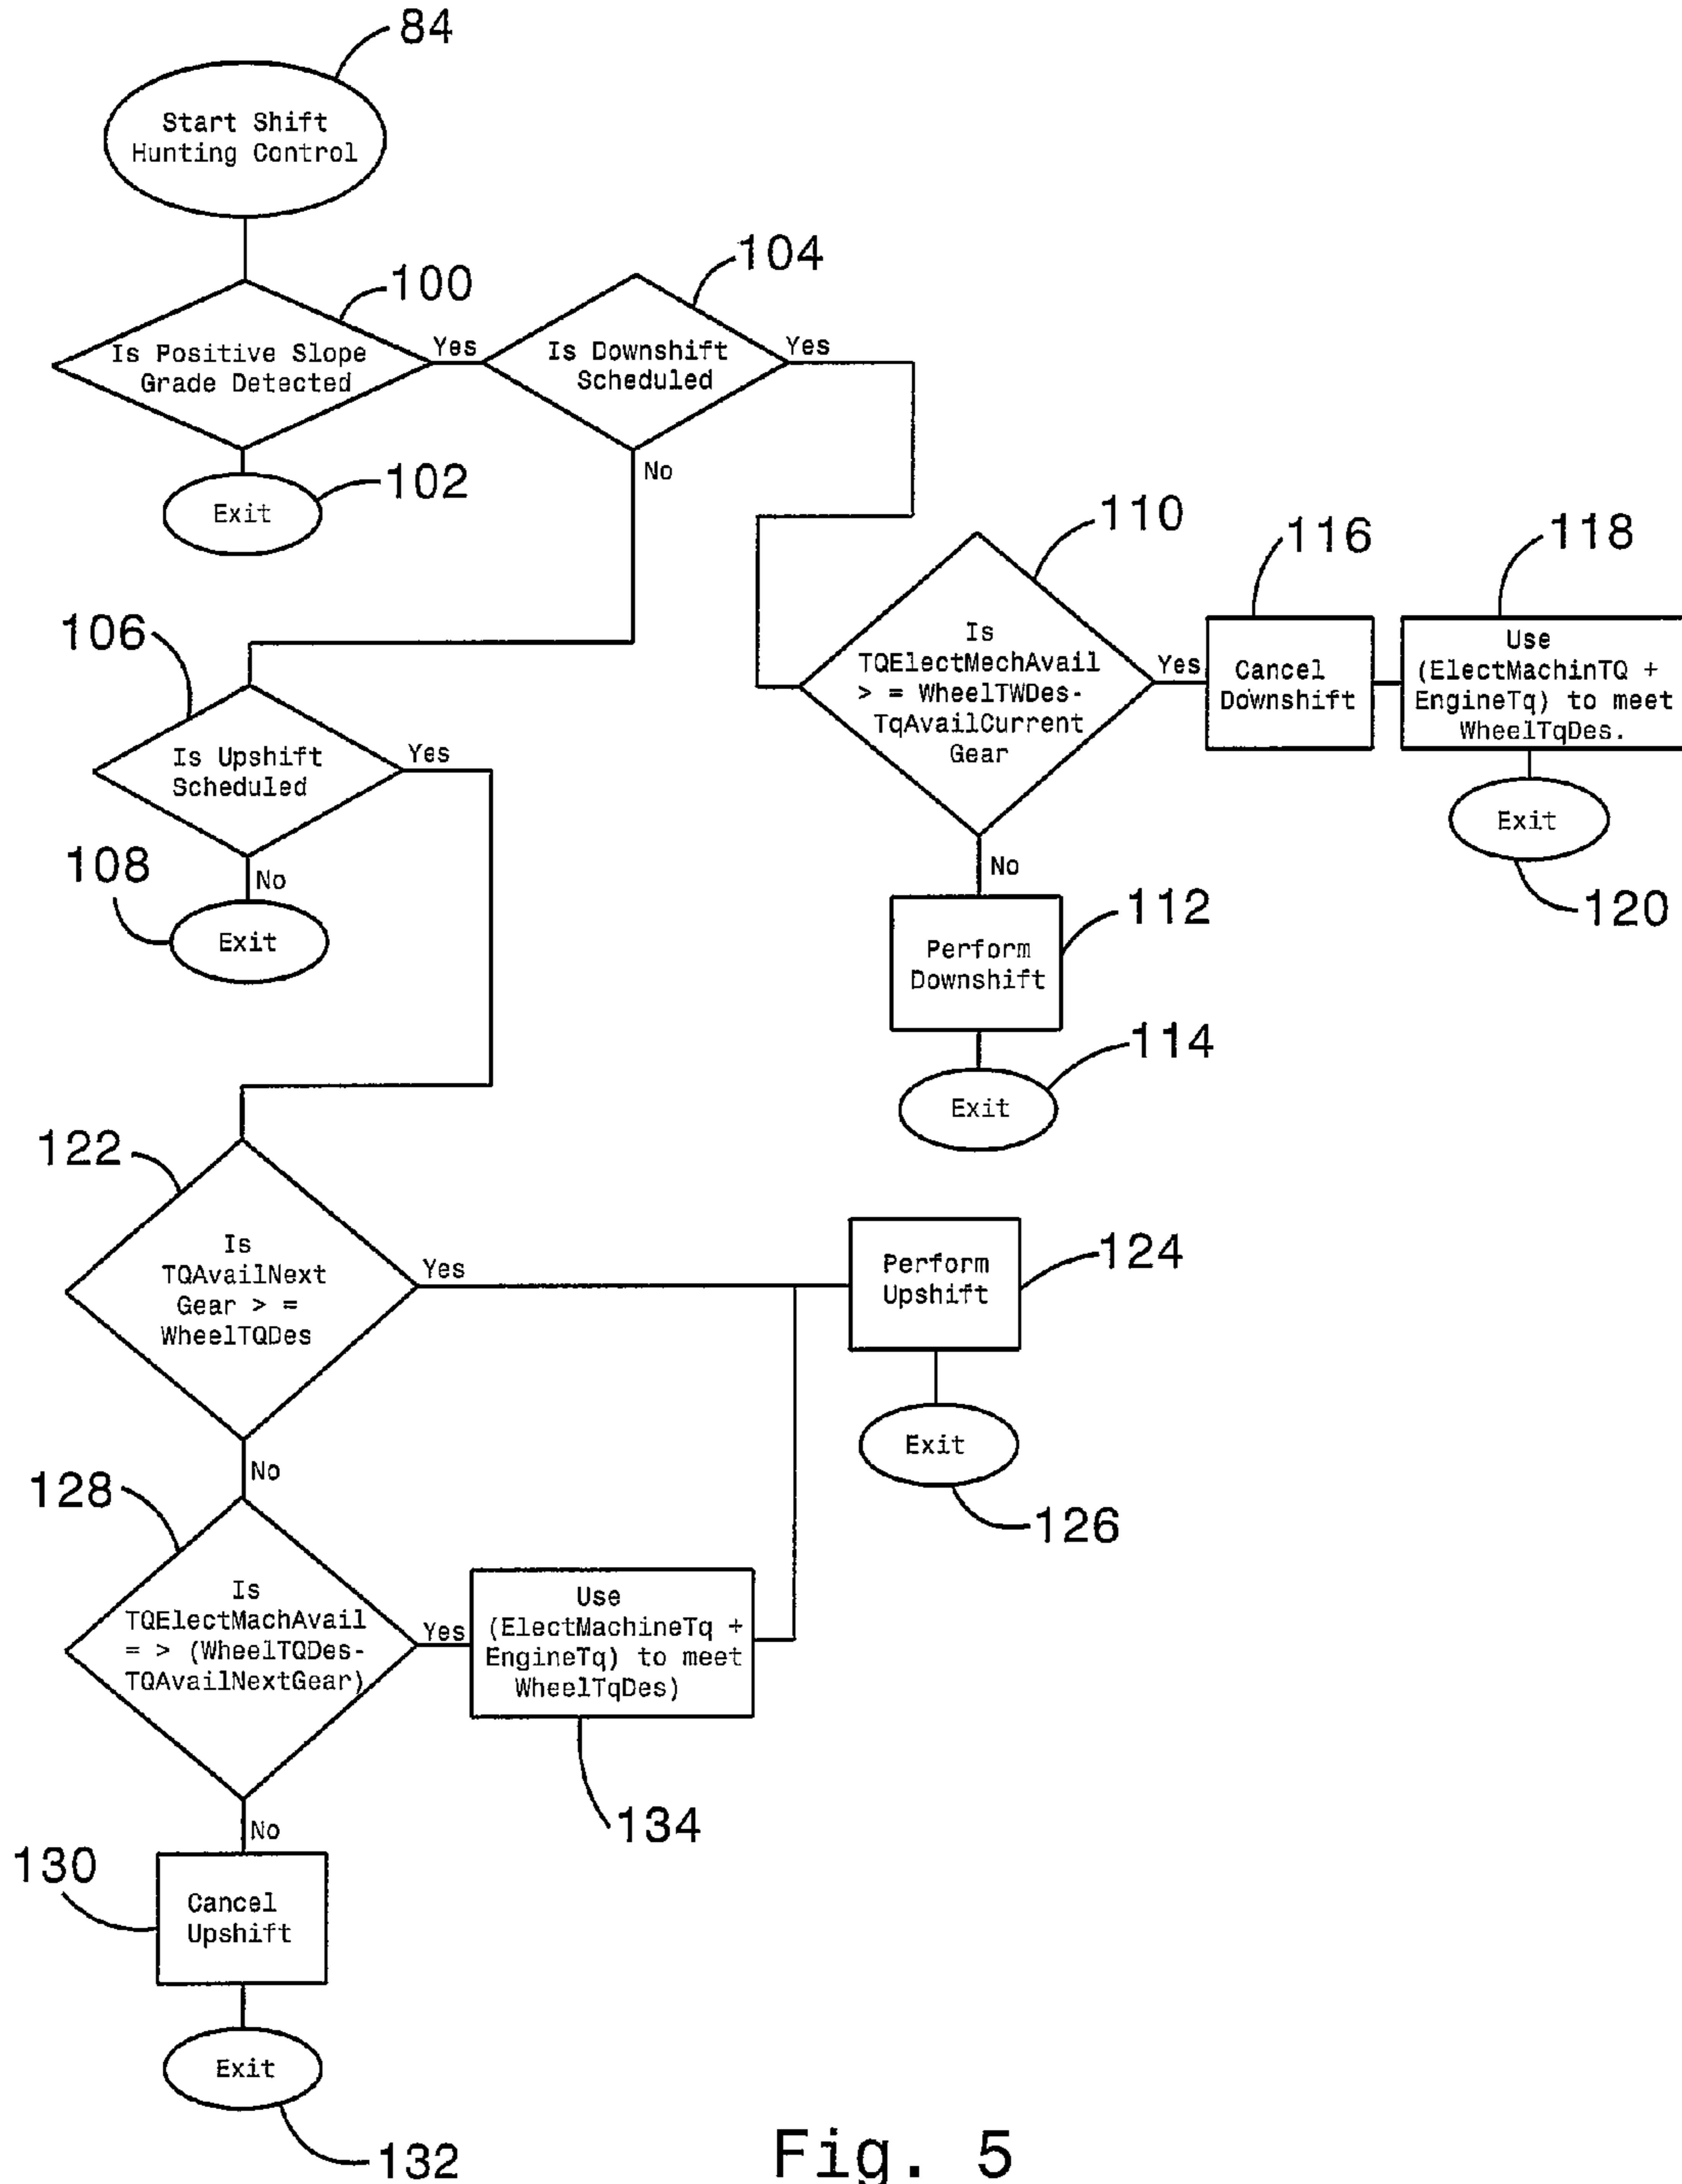 84
Start Shift
Hunting Control
100
Is Positive Slope
Grade Detected
Yes
104
Is Downshift
Scheduled
Yes
No
102
Exit
106
Is Upshift
Scheduled
Yes
No
108
Exit
110
Is
TQElectMechAvail
> = WheelTWDes-
TqAvailCurrent
Gear
Yes
No
116
Cancel
Downshift
118
Use
(ElectMachinTQ +
EngineTq) to meet
WheelTqDes.
Exit
120
112
Perform
Downshift
114
Exit
122
Is
TQAvailNext
Gear > =
WheelTQDes
Yes
No
124
Perform
Upshift
Exit
126
128
Is
TQElectMachAvail
= > (WheelTQDes-
TQAvailNextGear)
Yes
No
Use
(ElectMachineTq +
EngineTq) to meet
WheelTqDes)
134
130
Cancel
Upshift
Exit
132
Fig. 5